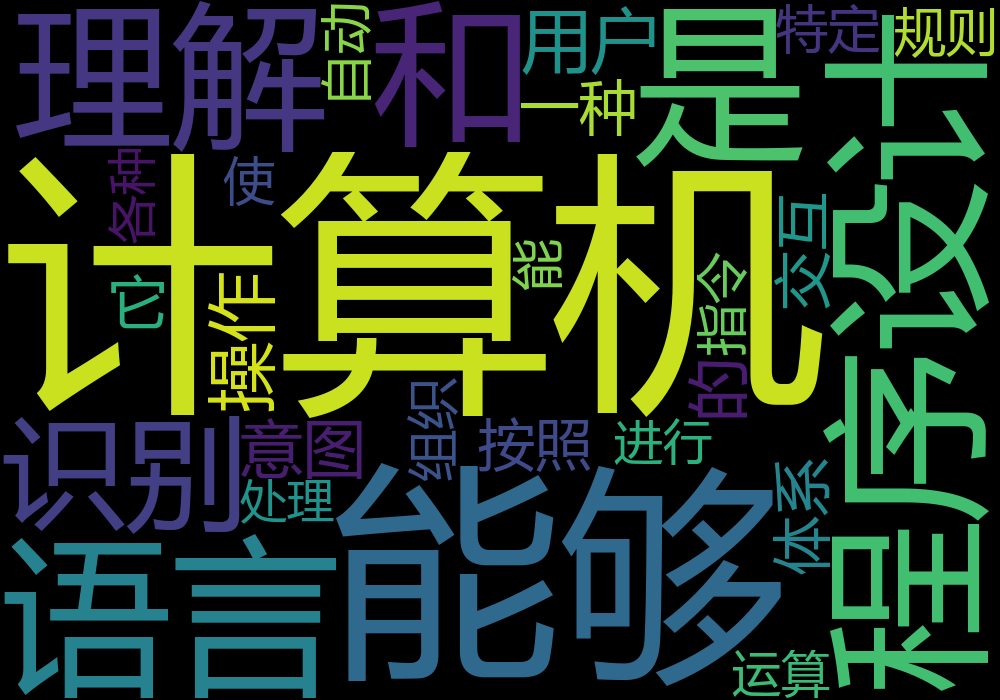 理解
自动
和
用户
一种
是
特定
规则
程序设计
各种
使
计算机
它
操作
能
的
指令
交互
识别
意图
处理
组织
按照
进行
体系
语言
能够
运算